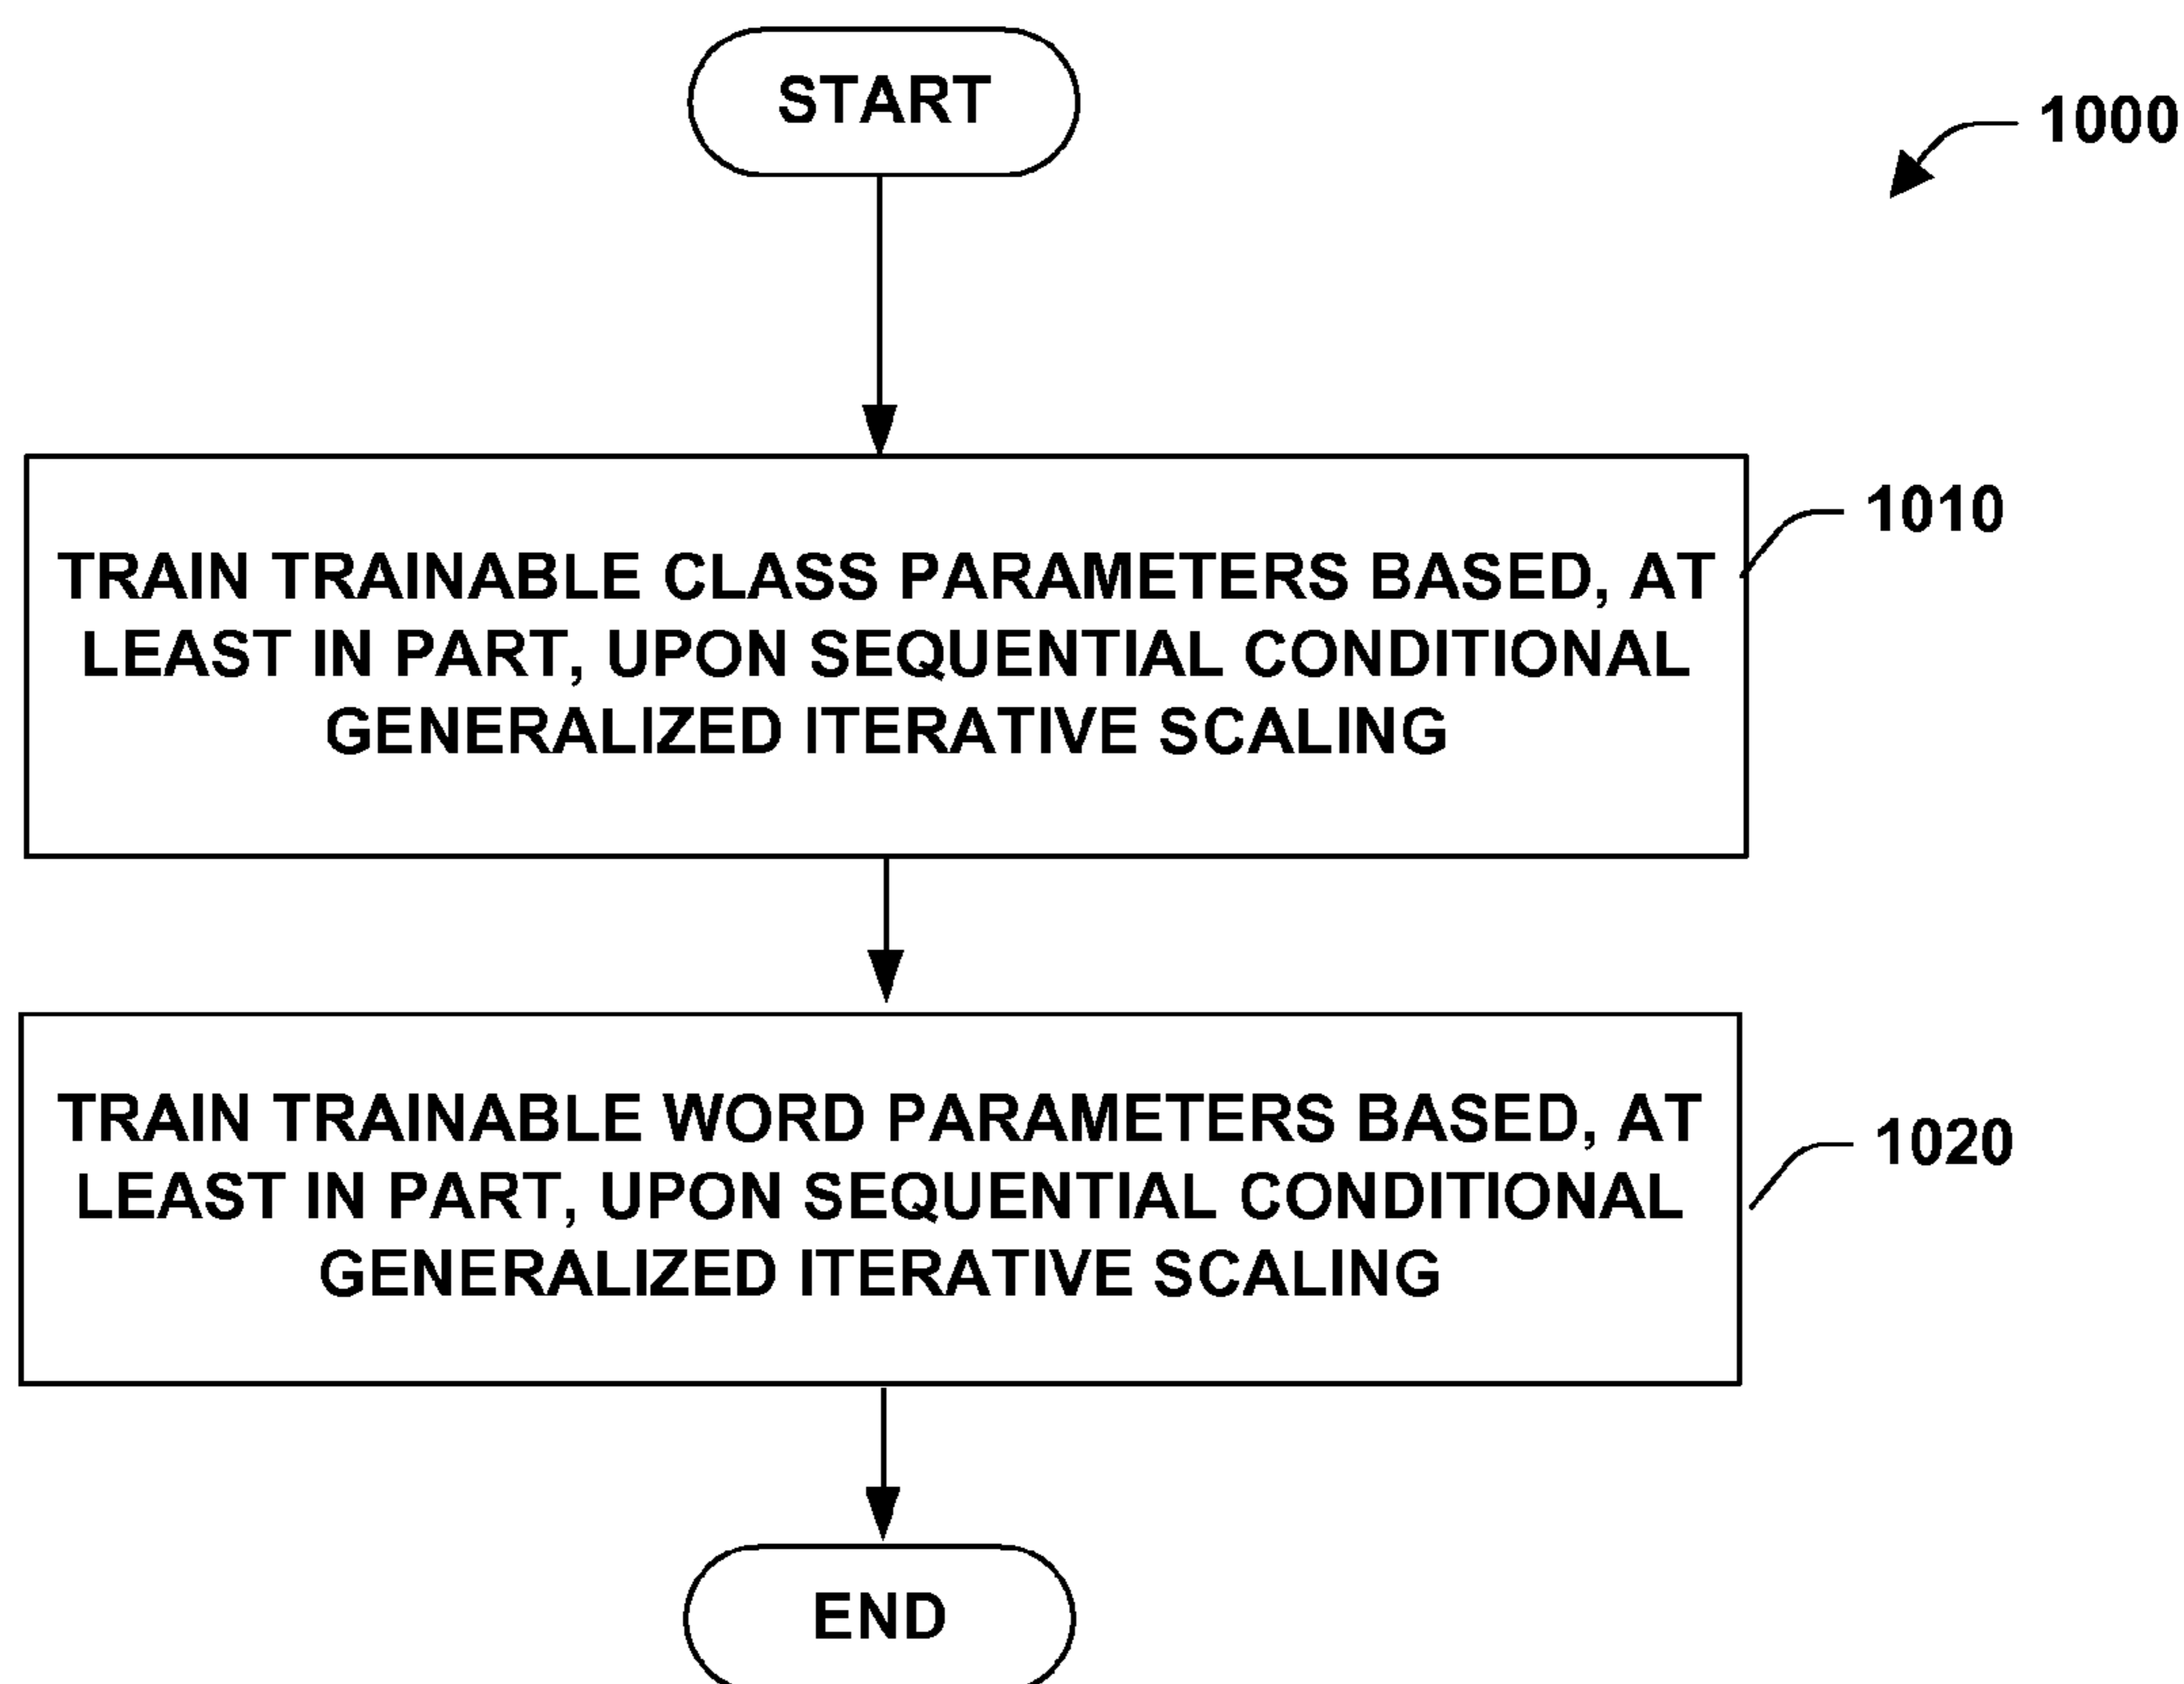 START
1000
1010
TRAIN TRAINABLE CLASS PARAMETERS BASED, AT
LEAST IN PART, UPON SEQUENTIAL CONDITIONAL
GENERALIZED ITERATIVE SCALING
TRAIN TRAINABLE WORD PARAMETERS BASED, AT
LEAST IN PART, UPON SEQUENTIAL CONDITIONAL
GENERALIZED ITERATIVE SCALING
1020
END